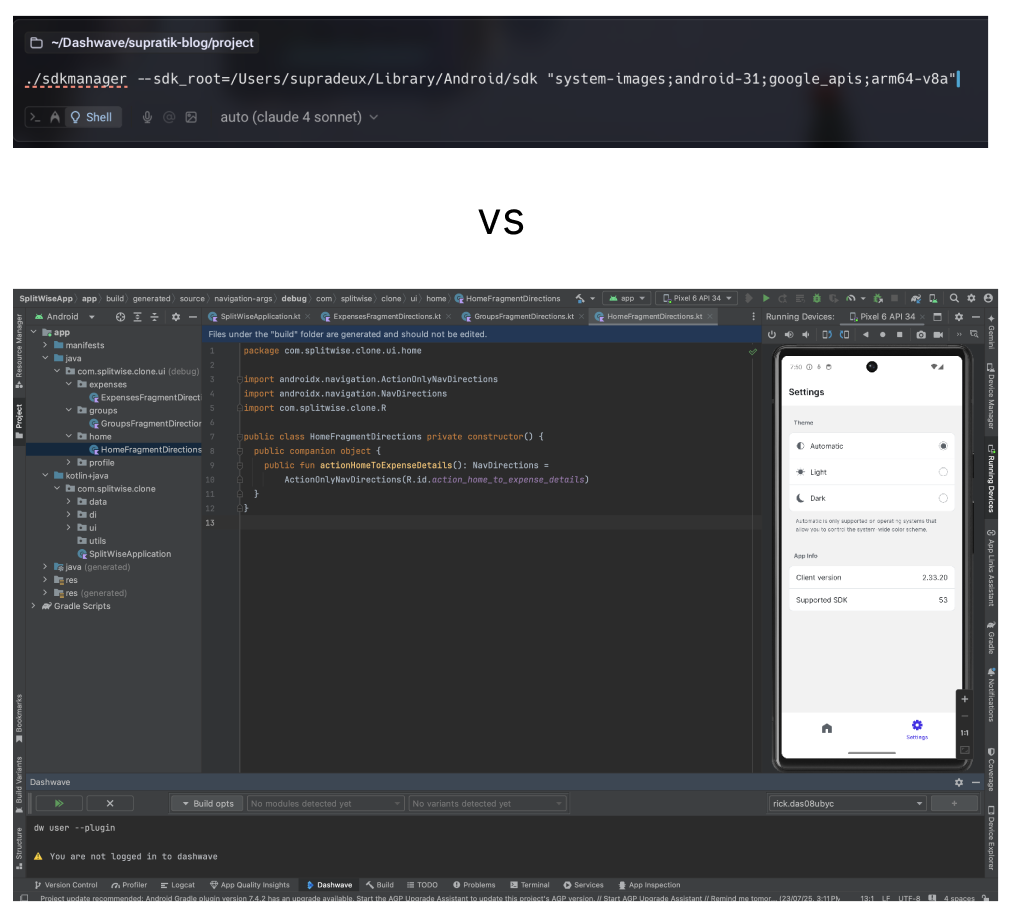 ~/Dashwave/supratik-blog/project
./sdkmanager --sdk_root=/Users/supradeux/Library/Android/sdk "system-images;android-31;google_apis;arm64-v8a"
Shell auto (claude 4 sonnet)
vs
SplitWiseApp app build generated source navigation-args debug com splitwise clone ui home HomeFragmentDirections app Pixel 6 API 34
Android SplitWiseApplication.kt ExpensesFragmentDirections.kt GroupsFragmentDirections.kt HomeFragmentDirections.kt Running Devices: Pixel 6 API 34
Resource Manager
Project
Bookmarks
Build Variants
Structure
app
manifests
java
com.splitwise.clone.ui (debug)
expenses
ExpensesFragmentDirecti
groups
GroupsFragmentDirection
home
HomeFragmentDirections
profile
kotlin+java
com.splitwise.clone
data
di
ui
utils
SplitWiseApplication
java (generated)
res
res (generated)
Gradle Scripts
Files under the "build" folder are generated and should not be edited.
1 package com.splitwise.clone.ui.home
2
3 import androidx.navigation.ActionOnlyNavDirections
4 import androidx.navigation.NavDirections
5 import com.splitwise.clone.R
6
7 public class HomeFragmentDirections private constructor() {
8 public companion object {
9 public fun actionHomeToExpenseDetails(): NavDirections =
10 ActionOnlyNavDirections(R.id.action_home_to_expense_details)
11 }
12 }
13
7:50
Settings
Theme
Automatic
Light
Dark
Automatic is only supported on operating systems that
allow you to control the system-wide color scheme.
App Info
Client version 2.33.20
Supported SDK 53
Settings
1:1
Gemini
Device Manager
Running Devices
App Links Assistant
Gradle
Notifications
Coverage
Device Explorer
Dashwave
Build opts No modules detected yet No variants detected yet rick.das08ubyc
dw user --plugin
You are not logged in to dashwave
Version Control Profiler Logcat App Quality Insights Dashwave Build TODO Problems Terminal Services App Inspection
Project update recommended: Android Gradle plugin version 7.4.2 has an upgrade available. Start the AGP Upgrade Assistant to update this project's AGP version. // Start AGP Upgrade Assistant // Remind me tomor... (23/07/25, 3:11 PM 13:1 LF UTF-8 4 spaces